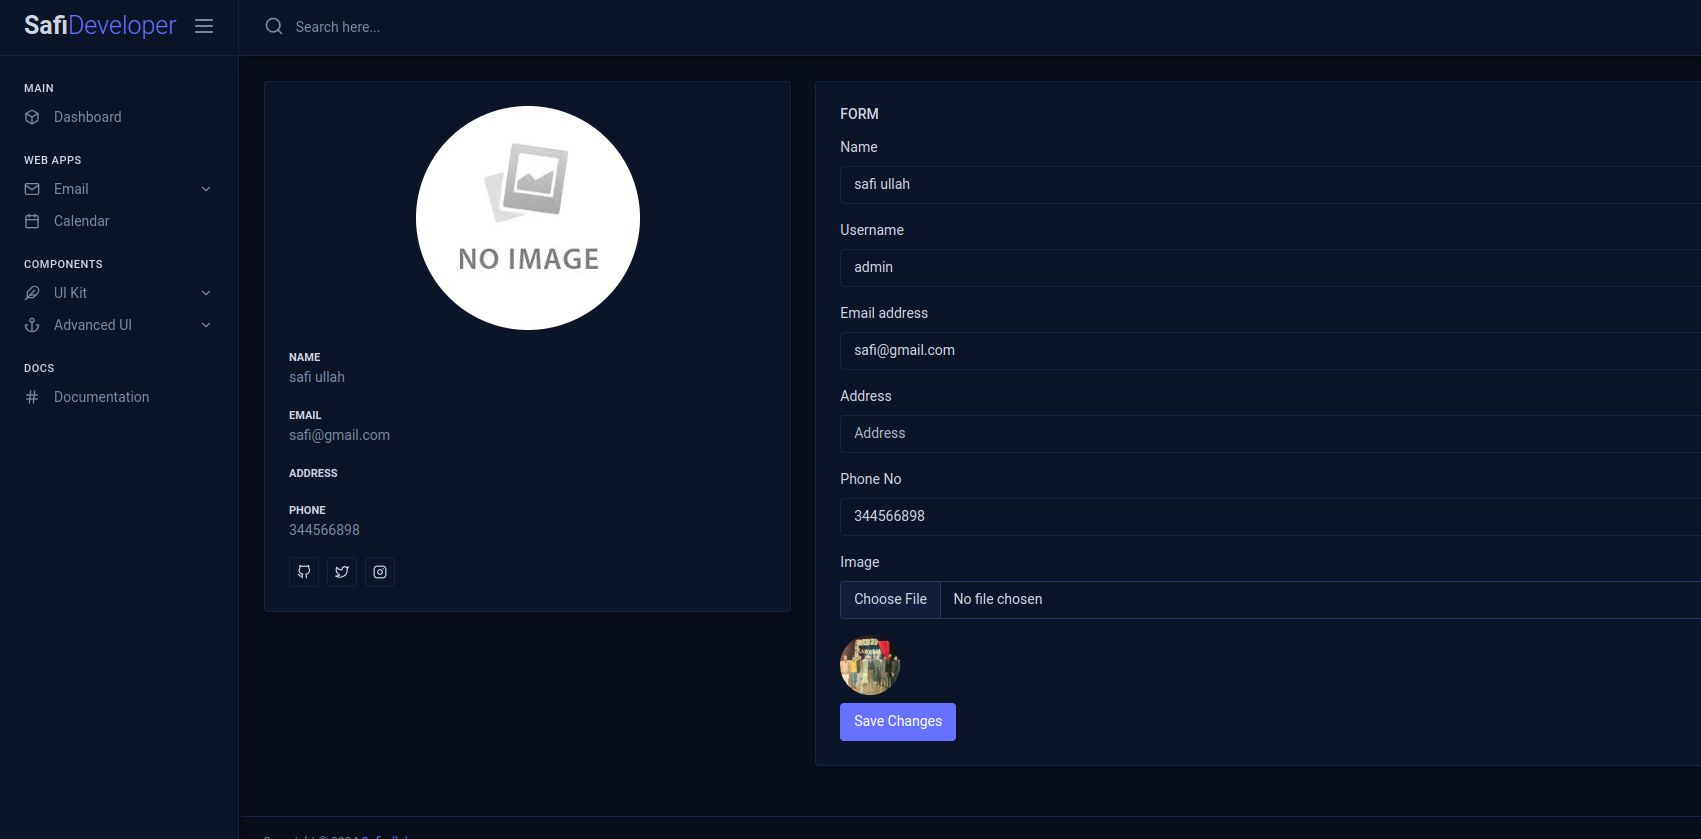 SafiDeveloper
Search here...
MAIN
Dashboard
WEB APPS
Email
Calendar
COMPONENTS
UI Kit
Advanced UI
DOCS
Documentation
NO IMAGE
NAME
safi ullah
EMAIL
safi@gmail.com
ADDRESS
PHONE
344566898
FORM
Name
safi ullah
Username
admin
Email address
safi@gmail.com
Address
Address
Phone No
344566898
Image
Choose File No file chosen
Save Changes